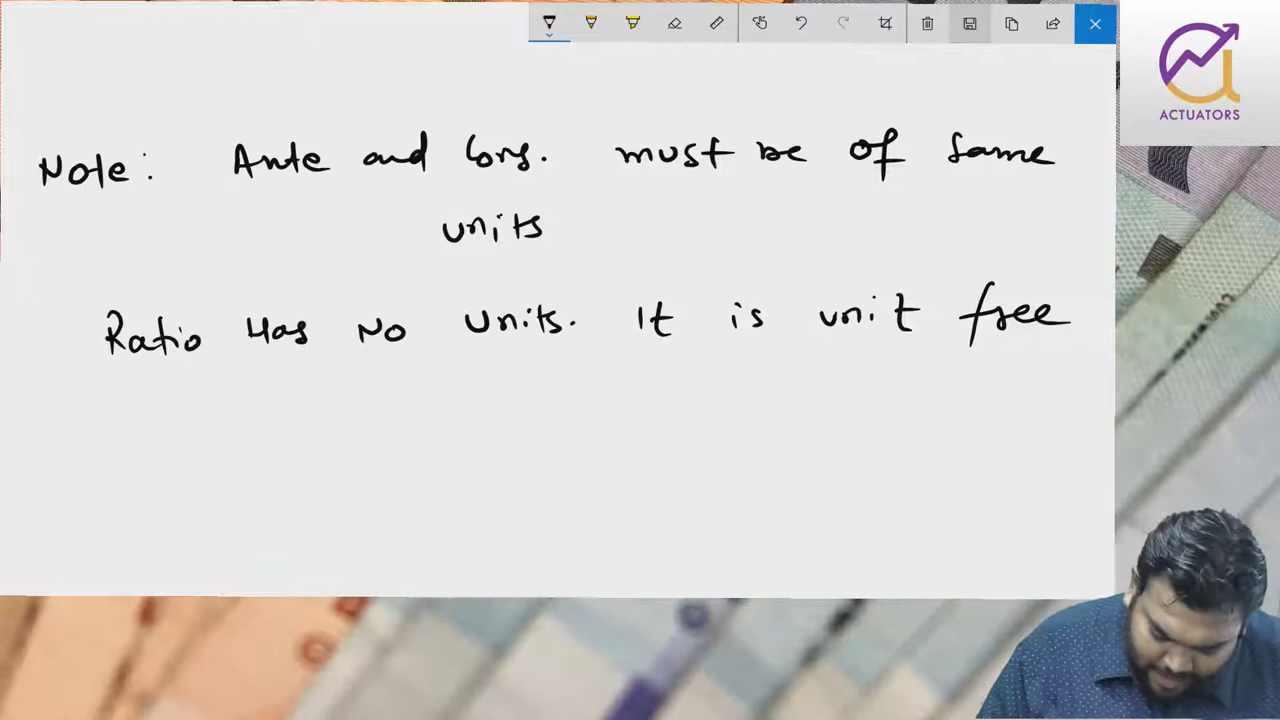 ACTUATORS
Note: Ante and Cons. must be of same
units
Ratio Has No Units. It is unit free